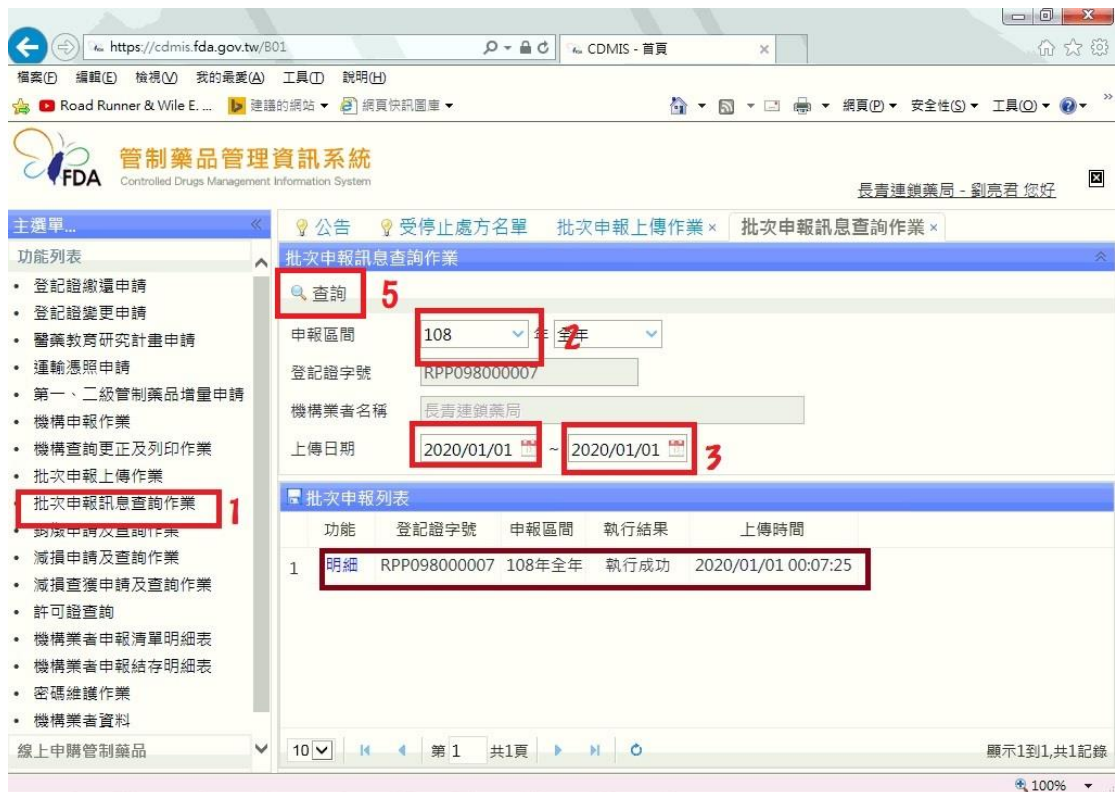 https://cdmis.fda.gov.tw/B01
CDMIS - 首頁
檔案(F) 編輯(E) 檢視(V) 我的最愛(A) 工具(T) 說明(H)
Road Runner & Wile E. ... 建議的網站 網頁快訊圖庫 網頁(P) 安全性(S) 工具(O)
FDA 管制藥品管理資訊系統
Controlled Drugs Management Information System
長青連鎖藥局 - 劉亮君 您好
主選單...
功能列表
登記證繳還申請
登記證變更申請
醫藥教育研究計畫申請
運輸憑照申請
第一、二級管制藥品增量申請
機構申報作業
機構查詢更正及列印作業
批次申報上傳作業
批次申報訊息查詢作業 1
銷燬申請及查詢作業
減損申請及查詢作業
減損查獲申請及查詢作業
許可證查詢
機構業者申報清單明細表
機構業者申報結存明細表
密碼維護作業
機構業者資料
線上申購管制藥品
公告 受停止處方名單 批次申報上傳作業 × 批次申報訊息查詢作業 ×
批次申報訊息查詢作業
查詢 5
申報區間 108 年 全年 2
登記證字號 RPP098000007
機構業者名稱 長青連鎖藥局
上傳日期 2020/01/01 ~ 2020/01/01 3
批次申報列表
功能 登記證字號 申報區間 執行結果 上傳時間
1 明細 RPP098000007 108年全年 執行成功 2020/01/01 00:07:25
10 第 1 共1頁 顯示1到1,共1記錄
100%